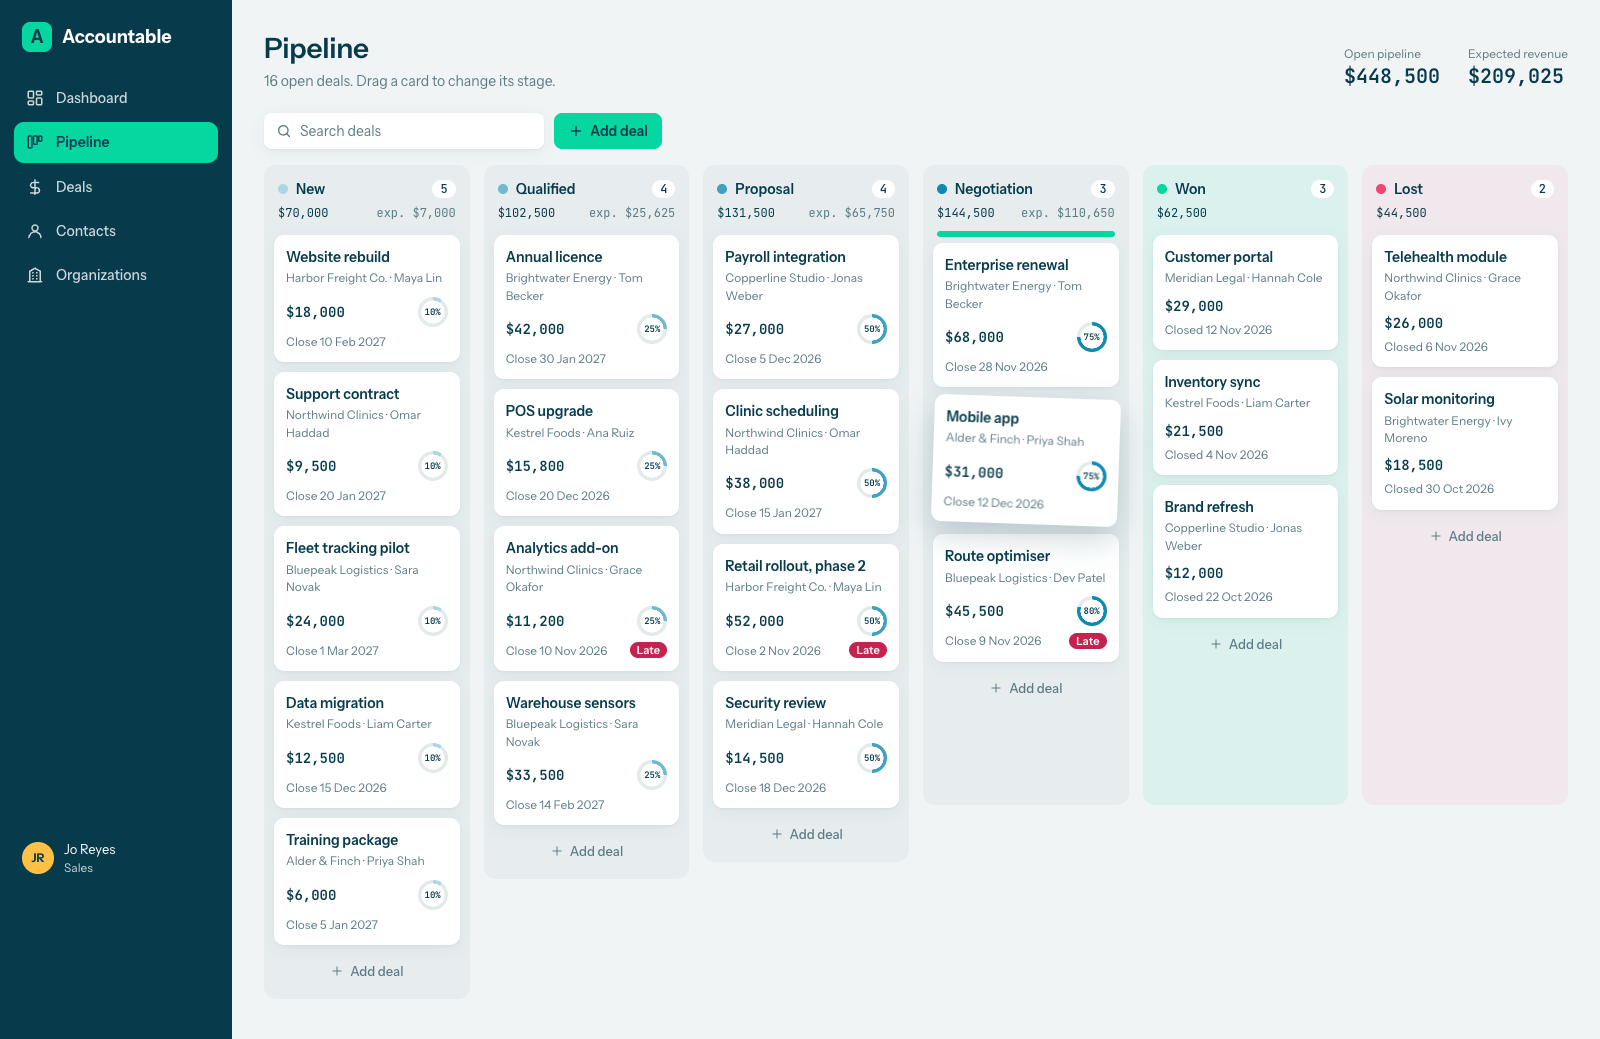 A Accountable
Dashboard
Pipeline
Deals
Contacts
Organizations
JR
Jo Reyes
Sales
Pipeline
16 open deals. Drag a card to change its stage.
Open pipeline
$448,500
Expected revenue
$209,025
Search deals
+ Add deal
New 5
$70,000 exp. $7,000
Website rebuild
Harbor Freight Co. · Maya Lin
$18,000 10%
Close 10 Feb 2027
Support contract
Northwind Clinics · Omar
Haddad
$9,500 10%
Close 20 Jan 2027
Fleet tracking pilot
Bluepeak Logistics · Sara
Novak
$24,000 10%
Close 1 Mar 2027
Data migration
Kestrel Foods · Liam Carter
$12,500 10%
Close 15 Dec 2026
Training package
Alder & Finch · Priya Shah
$6,000 10%
Close 5 Jan 2027
+ Add deal
Qualified 4
$102,500 exp. $25,625
Annual licence
Brightwater Energy · Tom
Becker
$42,000 25%
Close 30 Jan 2027
POS upgrade
Kestrel Foods · Ana Ruiz
$15,800 25%
Close 20 Dec 2026
Analytics add-on
Northwind Clinics · Grace
Okafor
$11,200 25%
Close 10 Nov 2026 Late
Warehouse sensors
Bluepeak Logistics · Sara
Novak
$33,500 25%
Close 14 Feb 2027
+ Add deal
Proposal 4
$131,500 exp. $65,750
Payroll integration
Copperline Studio · Jonas
Weber
$27,000 50%
Close 5 Dec 2026
Clinic scheduling
Northwind Clinics · Omar
Haddad
$38,000 50%
Close 15 Jan 2027
Retail rollout, phase 2
Harbor Freight Co. · Maya Lin
$52,000 50%
Close 2 Nov 2026 Late
Security review
Meridian Legal · Hannah Cole
$14,500 50%
Close 18 Dec 2026
+ Add deal
Negotiation 3
$144,500 exp. $110,650
Enterprise renewal
Brightwater Energy · Tom
Becker
$68,000 75%
Close 28 Nov 2026
Mobile app
Alder & Finch · Priya Shah
$31,000 75%
Close 12 Dec 2026
Route optimiser
Bluepeak Logistics · Dev Patel
$45,500 80%
Close 9 Nov 2026 Late
+ Add deal
Won 3
$62,500
Customer portal
Meridian Legal · Hannah Cole
$29,000
Closed 12 Nov 2026
Inventory sync
Kestrel Foods · Liam Carter
$21,500
Closed 4 Nov 2026
Brand refresh
Copperline Studio · Jonas
Weber
$12,000
Closed 22 Oct 2026
+ Add deal
Lost 2
$44,500
Telehealth module
Northwind Clinics · Grace
Okafor
$26,000
Closed 6 Nov 2026
Solar monitoring
Brightwater Energy · Ivy
Moreno
$18,500
Closed 30 Oct 2026
+ Add deal